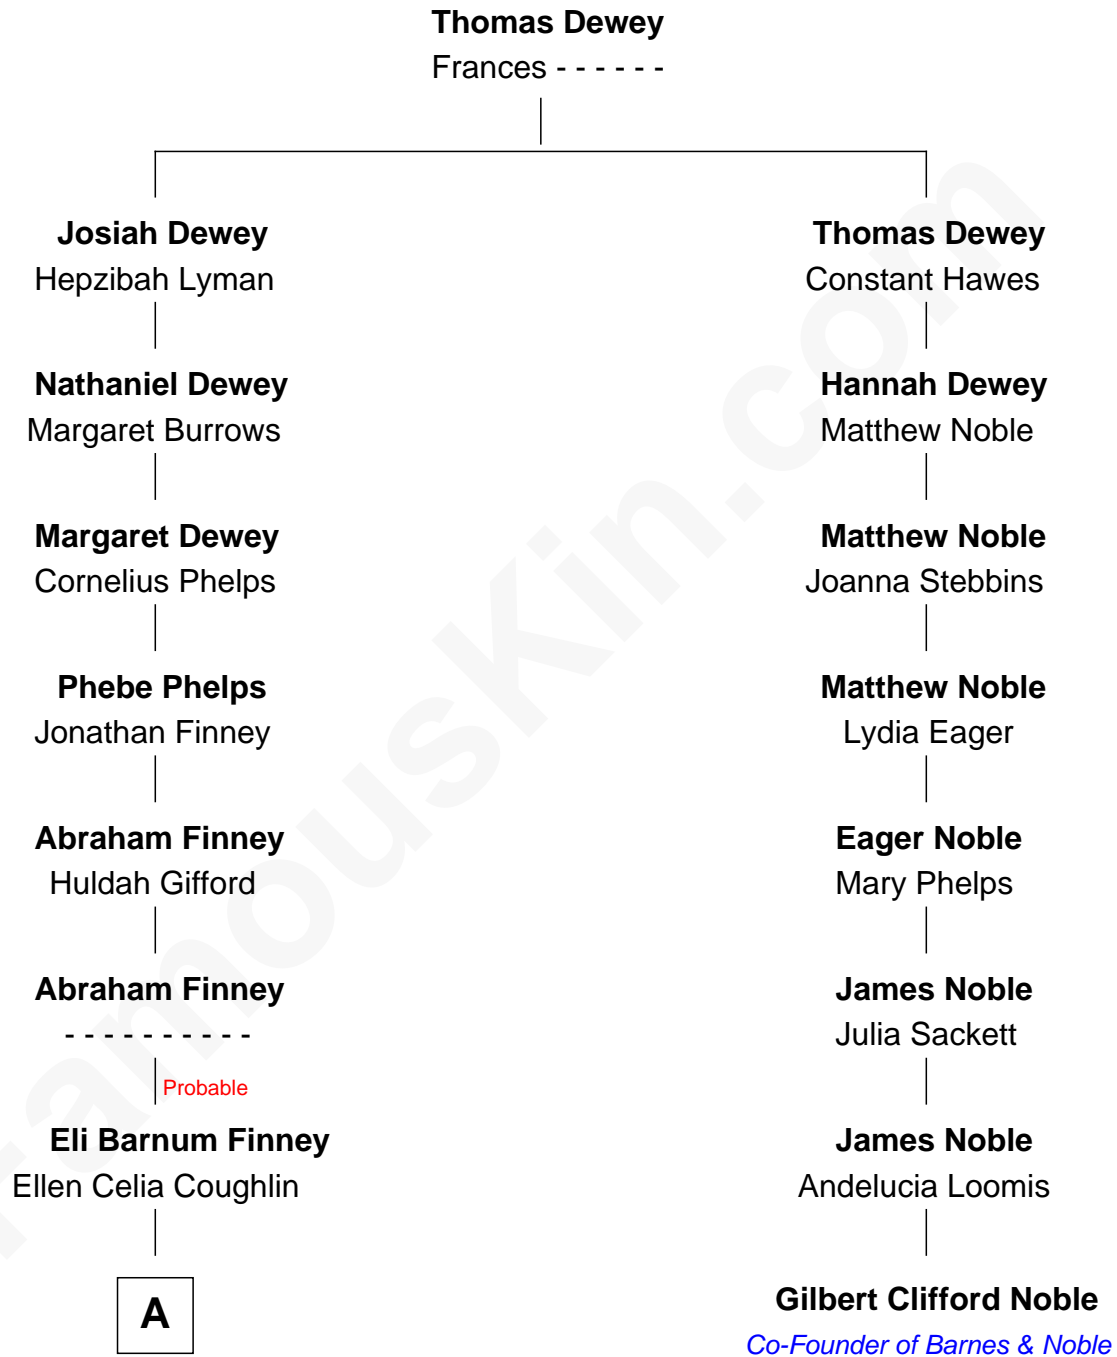 Thomas Dewey
Frances - - - - - -
Josiah Dewey
Hepzibah Lyman
Thomas Dewey
Constant Hawes
Nathaniel Dewey
Margaret Burrows
Hannah Dewey
Matthew Noble
Margaret Dewey
Cornelius Phelps
Matthew Noble
Joanna Stebbins
Phebe Phelps
Jonathan Finney
Matthew Noble
Lydia Eager
Abraham Finney
Huldah Gifford
Eager Noble
Mary Phelps
Abraham Finney
- - - - - - - - - -
James Noble
Julia Sackett
Probable
Eli Barnum Finney
Ellen Celia Coughlin
James Noble
Andelucia Loomis
A
Gilbert Clifford Noble
Co-Founder of Barnes & Noble
FamousKin.com